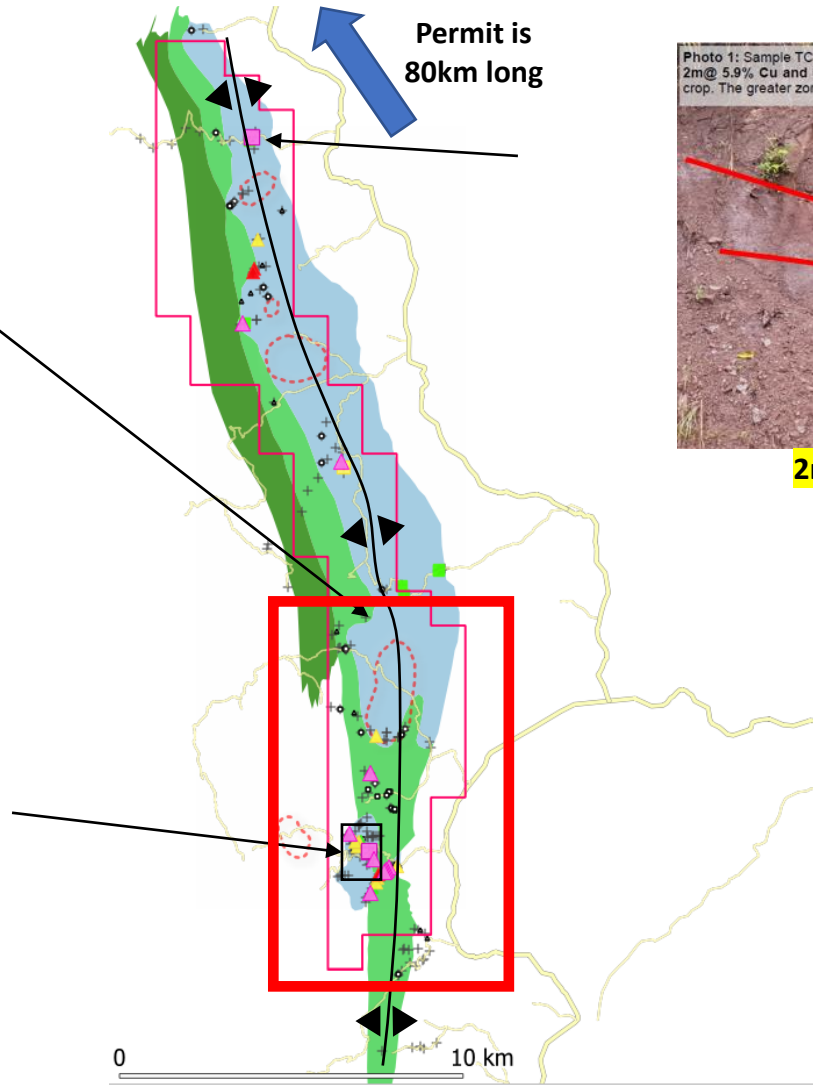 Permit is
80km long
Photo 1: Sample TC
2m@ 5.9% Cu and
crop. The greater zo
2
0
10 km